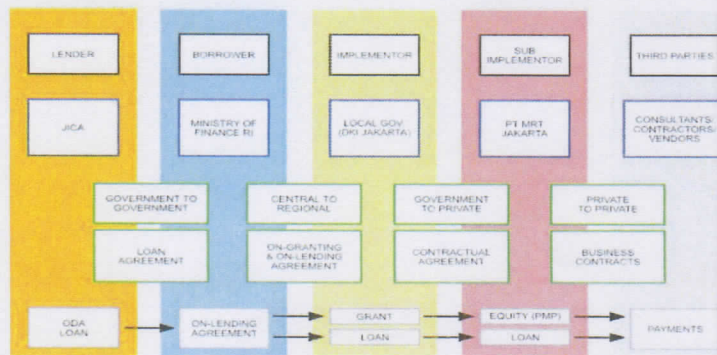 LENDER
BORROWER
IMPLEMENTOR
SUB
IMPLEMENTOR
THIRD PARTIES
JICA
MINISTRY OF
FINANCE RI
LOCAL GOV
(DKI JAKARTA)
PT MRT
JAKARTA
CONSULTANTS/
CONTRACTORS/
VENDORS
GOVERNMENT TO
GOVERNMENT
CENTRAL TO
REGIONAL
GOVERNMENT
TO PRIVATE
PRIVATE
TO PRIVATE
LOAN
AGREEMENT
ON-GRANTING
& ON-LENDING
AGREEMENT
CONTRACTUAL
AGREEMENT
BUSINESS
CONTRACTS
ODA
LOAN
ON-LENDING
AGREEMENT
GRANT
LOAN
EQUITY (PMP)
LOAN
PAYMENTS